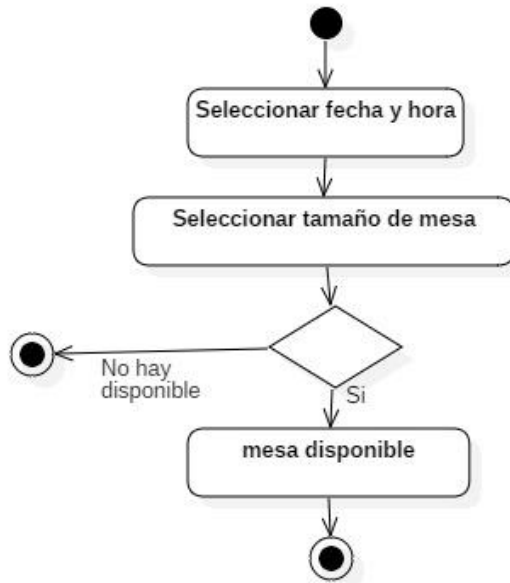 Seleccionar fecha y hora
Seleccionar tamaño de mesa
No hay
disponible
Si
mesa disponible